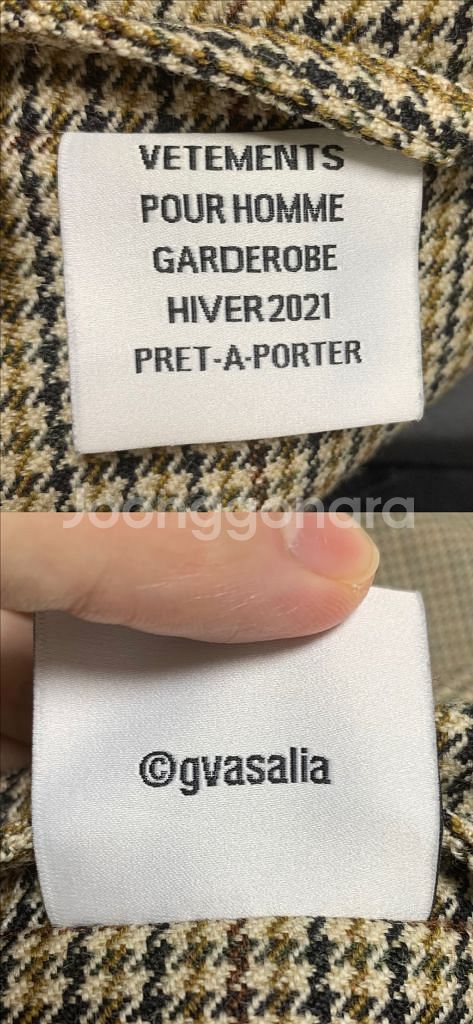 VETEMENTS
POUR HOMME
GARDEROBE
HIVER 2021
PRET-A-PORTER
Joonggonara
©gvasalia